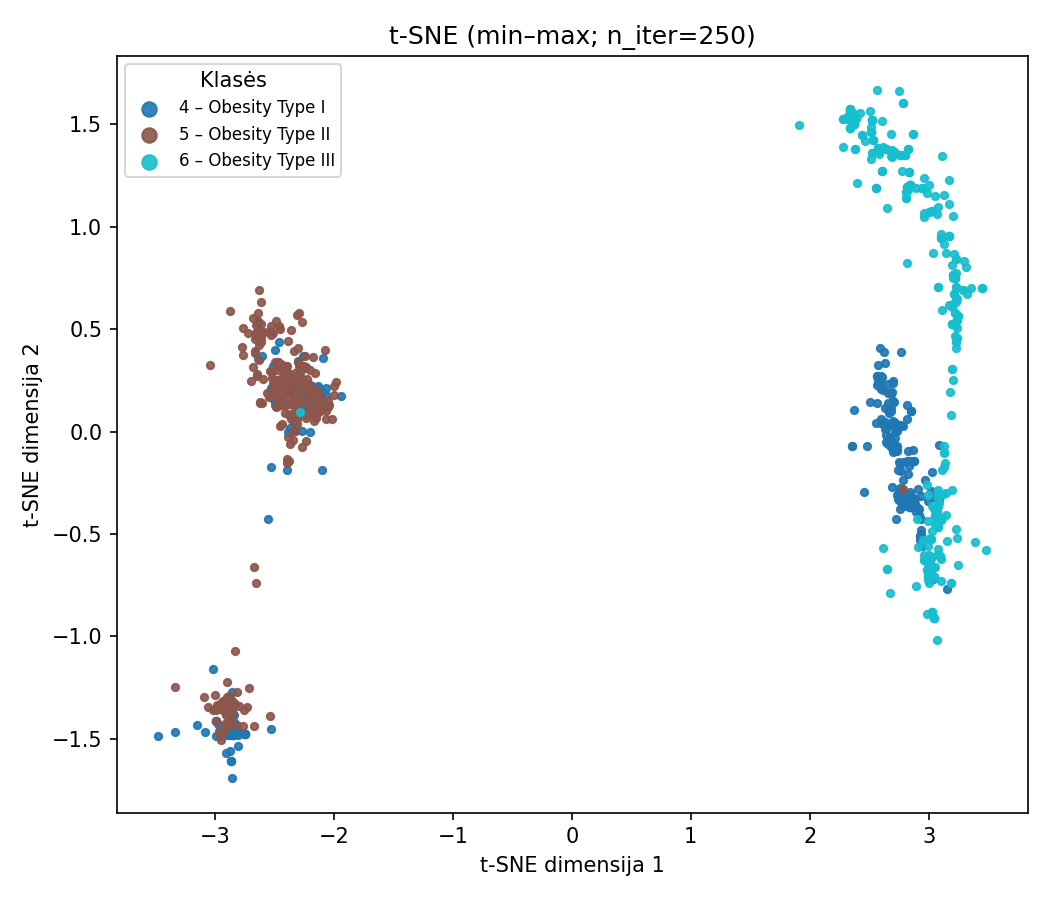 t-SNE (min–max; n_iter=250)
Klasės
4 – Obesity Type I
5 – Obesity Type II
6 – Obesity Type III
t-SNE dimensija 2
1.5
1.0
0.5
0.0
−0.5
−1.0
−1.5
−3
−2
−1
0
1
2
3
t-SNE dimensija 1